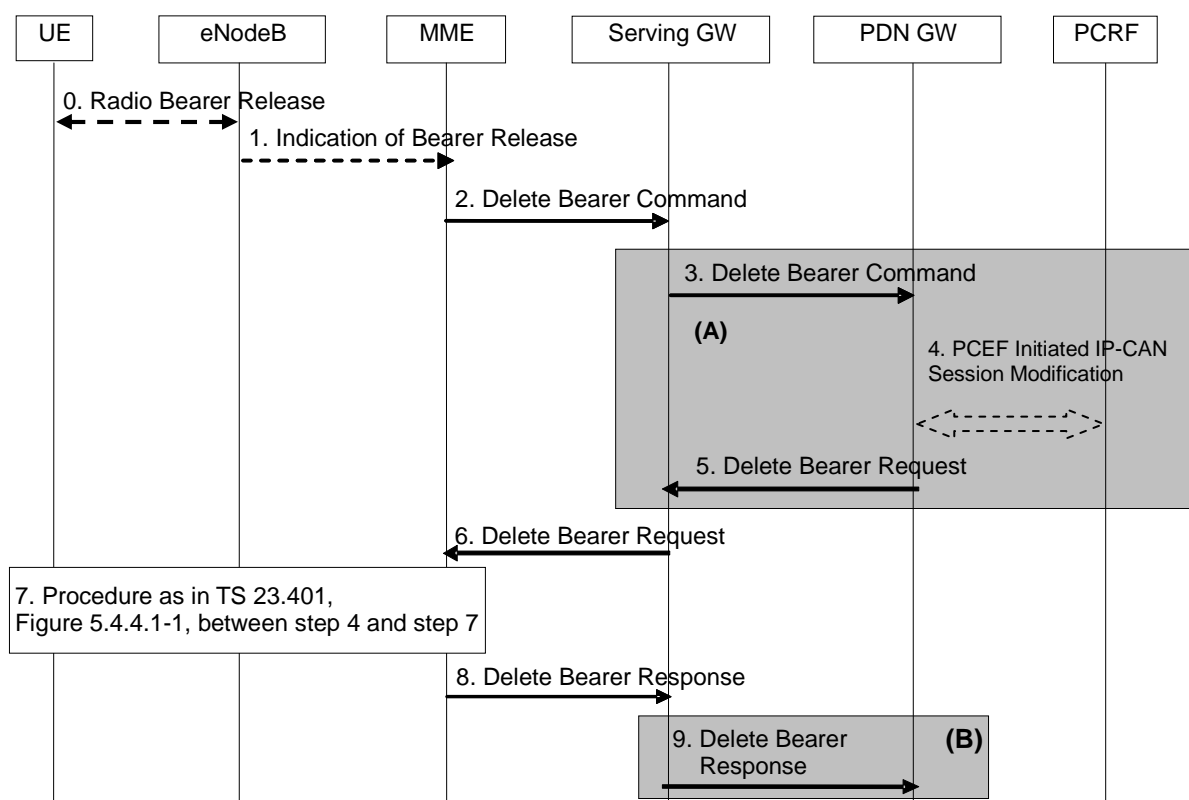 UE
eNodeB
MME
Serving GW
PDN GW
PCRF
0. Radio Bearer Release
1. Indication of Bearer Release
2. Delete Bearer Command
3. Delete Bearer Command
(A)
4. PCEF Initiated IP-CAN
Session Modification
5. Delete Bearer Request
6. Delete Bearer Request
7. Procedure as in TS 23.401,
Figure 5.4.4.1-1, between step 4 and step 7
8. Delete Bearer Response
9. Delete Bearer
Response
(B)